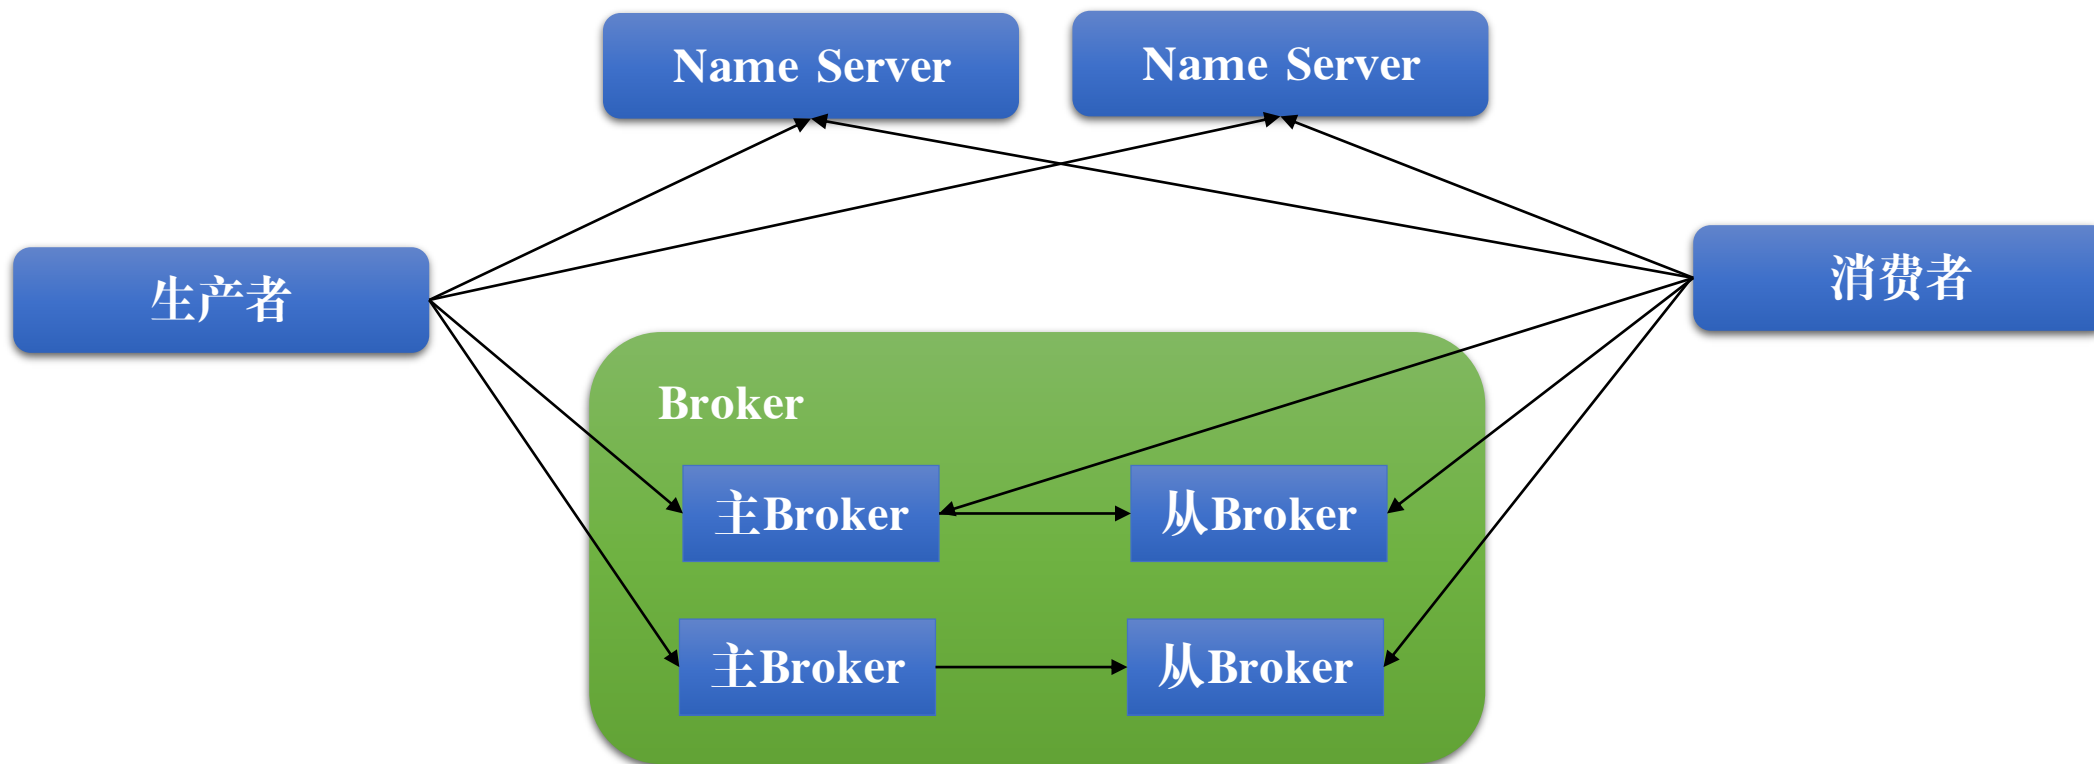 Name Server
Name Server
生产者
消费者
Broker
主Broker
从Broker
主Broker
从Broker